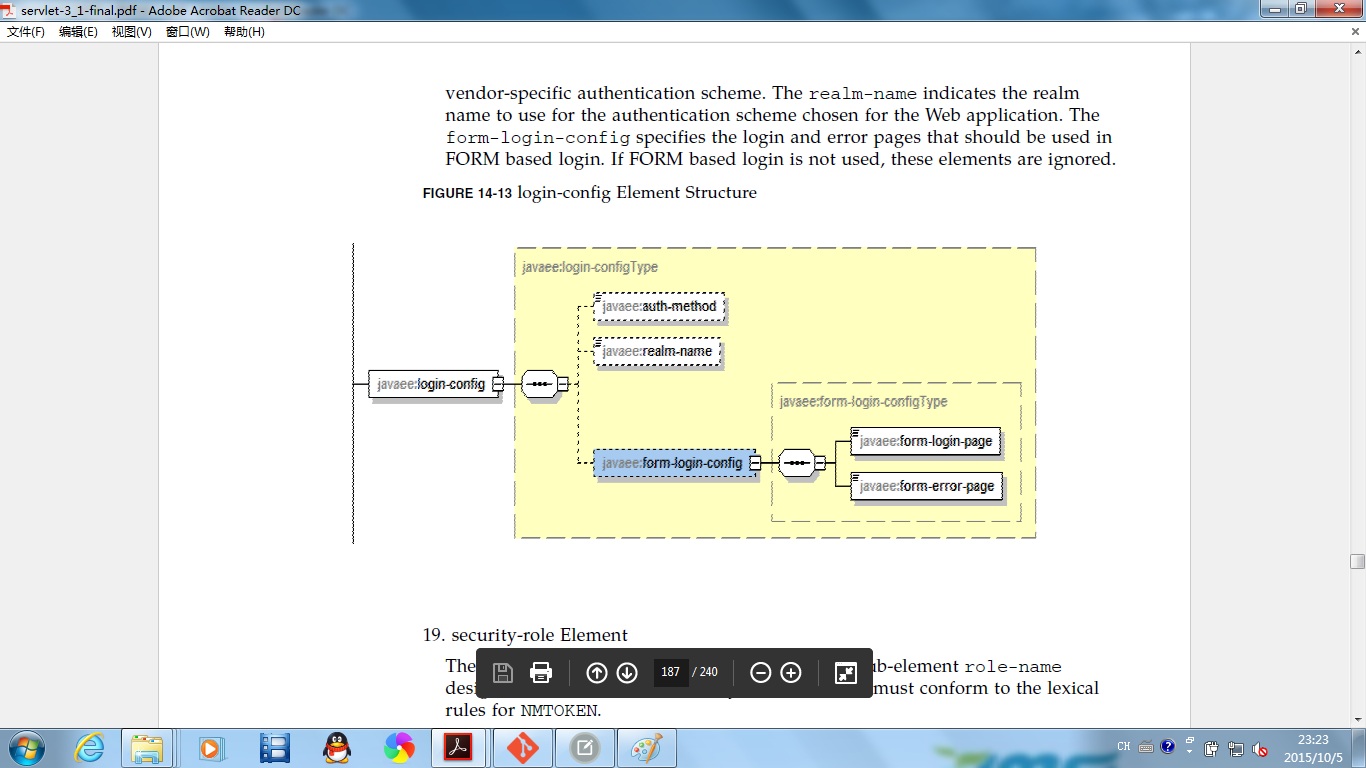 servlet-3_1-final.pdf - Adobe Acrobat Reader DC
文件(F) 编辑(E) 视图(V) 窗口(W) 帮助(H)
vendor-specific authentication scheme. The realm-name indicates the realm
name to use for the authentication scheme chosen for the Web application. The
form-login-config specifies the login and error pages that should be used in
FORM based login. If FORM based login is not used, these elements are ignored.
FIGURE 14-13 login-config Element Structure
javaee:login-configType
javaee:auth-method
javaee:realm-name
javaee:login-config
javaee:form-login-configType
javaee:form-login-page
javaee:form-login-config
javaee:form-error-page
19. security-role Element
The ub-element role-name
187 / 240
must conform to the lexical
rules for NMTOKEN.
CH
23:23
2015/10/5